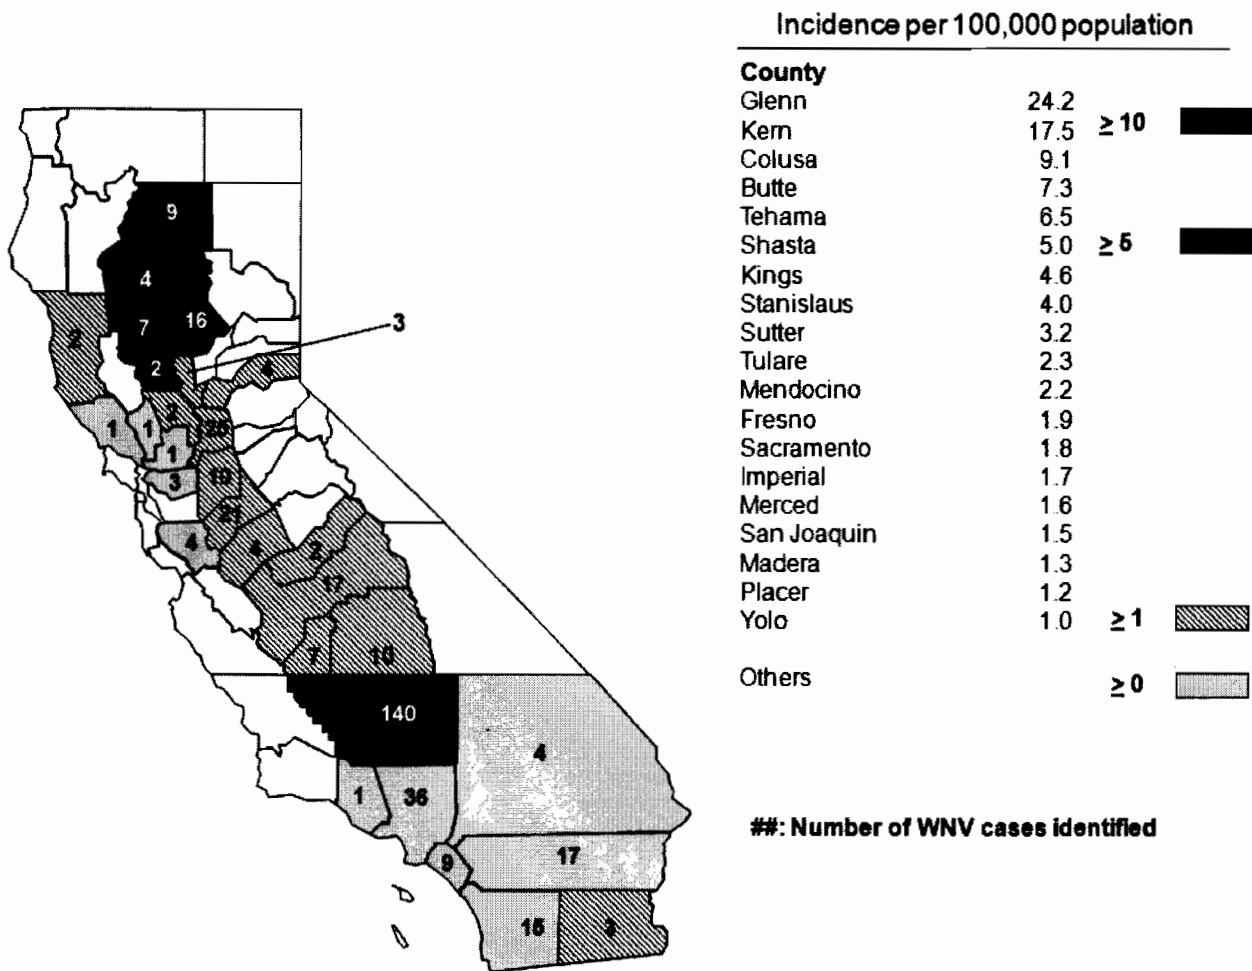 Incidence per 100,000 population
County
Glenn 24.2
Kern 17.5 ≥ 10
Colusa 9.1
Butte 7.3
Tehama 6.5
Shasta 5.0 ≥ 5
Kings 4.6
Stanislaus 4.0
Sutter 3.2
Tulare 2.3
Mendocino 2.2
Fresno 1.9
Sacramento 1.8
Imperial 1.7
Merced 1.6
San Joaquin 1.5
Madera 1.3
Placer 1.2
Yolo 1.0 ≥ 1
Others ≥ 0
##: Number of WNV cases identified
9
4
7 16
3
2
2
4
2
1 1
25
1
3
10
21
4
4 2
17
7 10
140
4
1 36
9 17
15 3